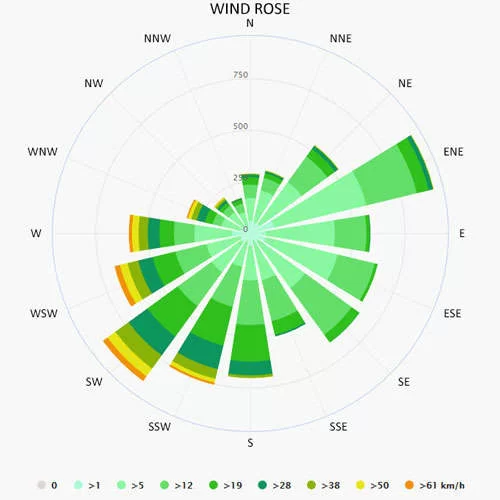 WIND ROSE
N
NNW
NNE
NW
NE
750
500
WNW
ENE
250
0
W
E
WSW
ESE
SW
SE
SSW
SSE
S
0 >1 >5 >12 >19 >28 >38 >50 >61 km/h